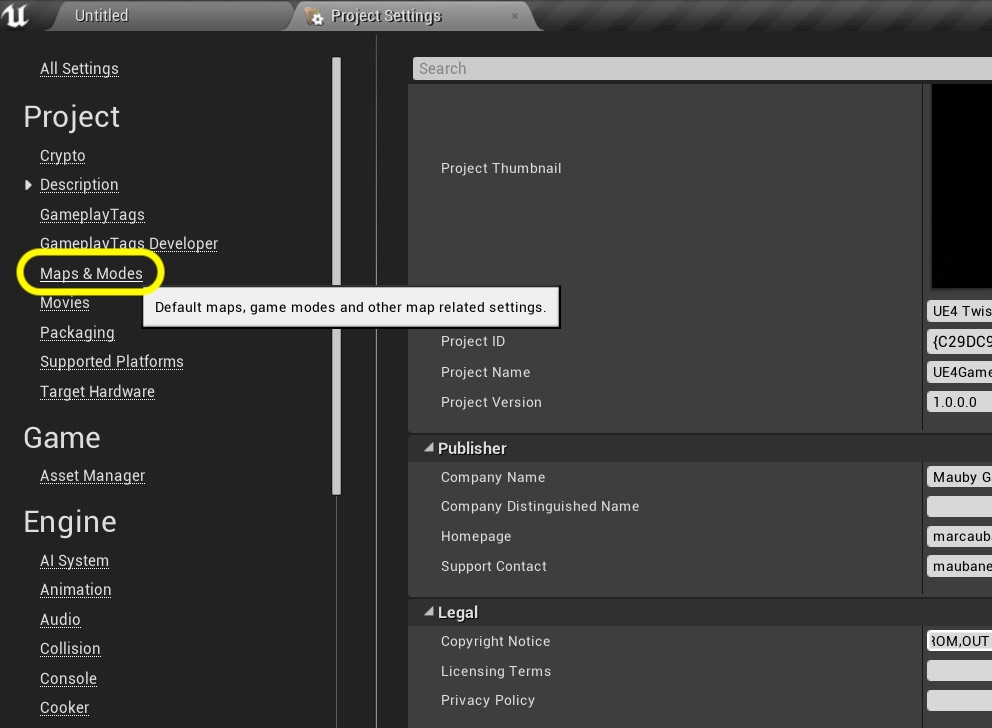 Untitled
Project Settings
All Settings
Project
Crypto
Description
GameplayTags
GameplayTags Developer
Maps & Modes
Movies
Packaging
Supported Platforms
Target Hardware
Game
Asset Manager
Engine
AI System
Animation
Audio
Collision
Console
Cooker
Default maps, game modes and other map related settings.
Search
Project Thumbnail
UE4 Twis
Project ID
{C29DC9
Project Name
UE4Game
Project Version
1.0.0.0
Publisher
Company Name
Mauby G
Company Distinguished Name
Homepage
marcaub
Support Contact
maubane
Legal
Copyright Notice
ROM,OUT
Licensing Terms
Privacy Policy